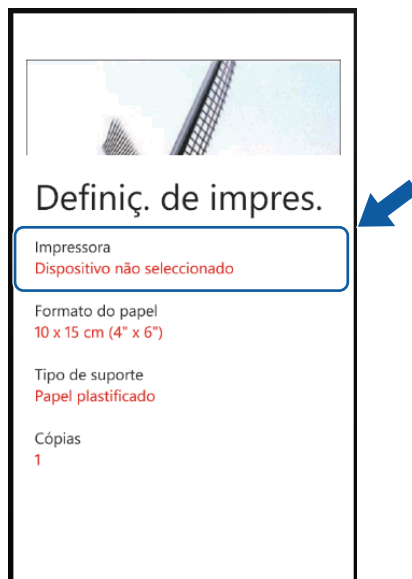 Definiç. de impres.
Impressora
Dispositivo não seleccionado
Formato do papel
10 x 15 cm (4" x 6")
Tipo de suporte
Papel plastificado
Cópias
1